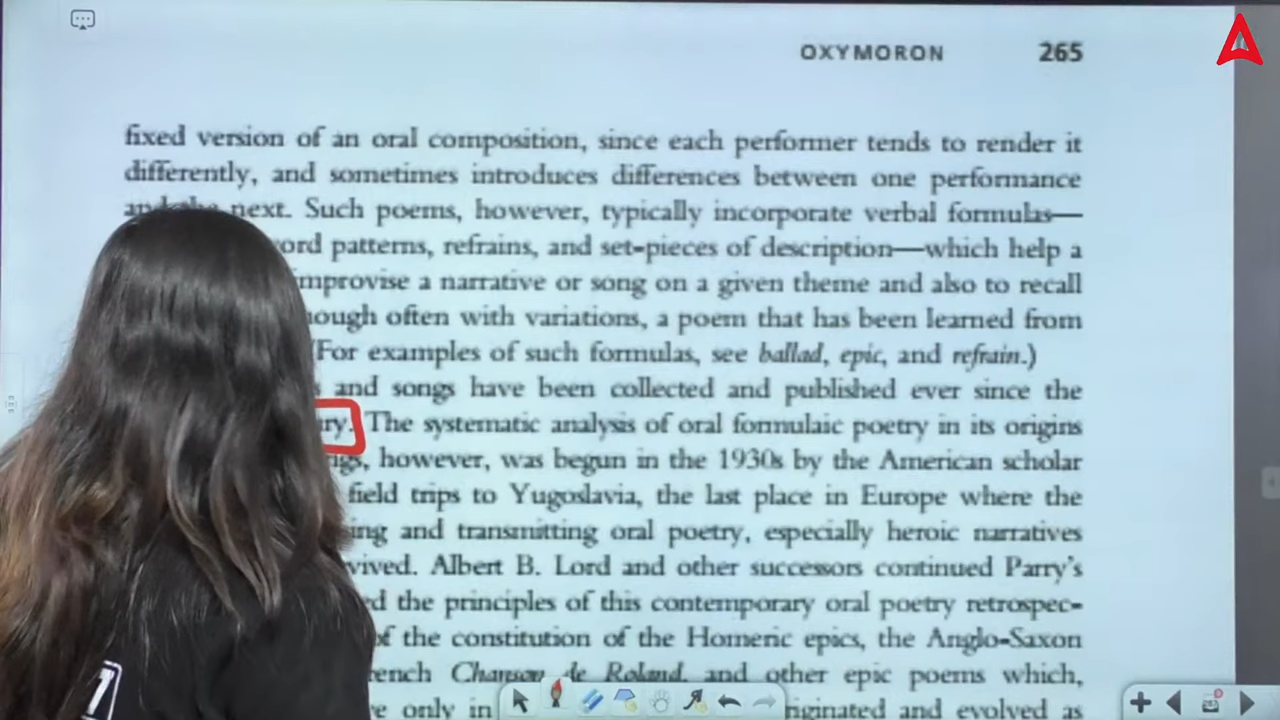 OXYMORON 265
fixed version of an oral composition, since each performer tends to render it
differently, and sometimes introduces differences between one performance
and the next. Such poems, however, typically incorporate verbal formulas—
ord patterns, refrains, and set-pieces of description—which help a
improvise a narrative or song on a given theme and also to recall
hough often with variations, a poem that has been learned from
(For examples of such formulas, see ballad, epic, and refrain.)
s and songs have been collected and published ever since the
ry. The systematic analysis of oral formulaic poetry in its origins
ngs, however, was begun in the 1930s by the American scholar
field trips to Yugoslavia, the last place in Europe where the
ing and transmitting oral poetry, especially heroic narratives
vived. Albert B. Lord and other successors continued Parry's
ed the principles of this contemporary oral poetry retrospec-
of the constitution of the Homeric epics, the Anglo-Saxon
rench Chanson de Roland, and other epic poems which,
e only in
iginated and evolved as